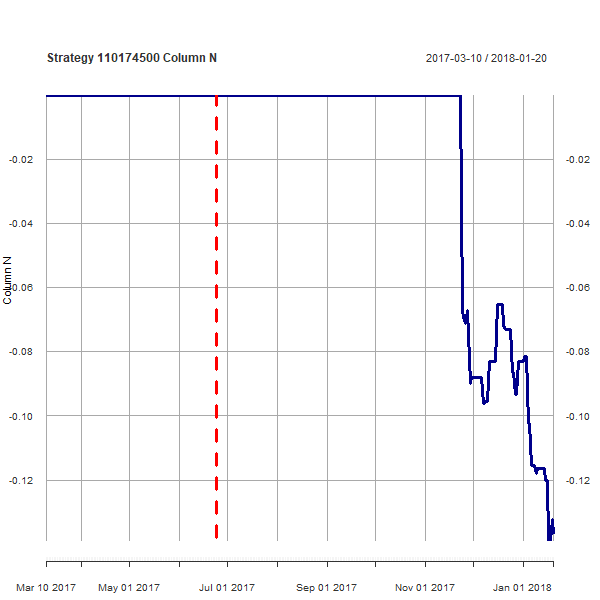 Strategy 110174500 Column N 2017-03-10 / 2018-01-20
-0.02 -0.02
-0.04 -0.04
-0.06 -0.06
Column N
-0.08 -0.08
-0.10 -0.10
-0.12 -0.12
Mar 10 2017 May 01 2017 Jul 01 2017 Sep 01 2017 Nov 01 2017 Jan 01 2018